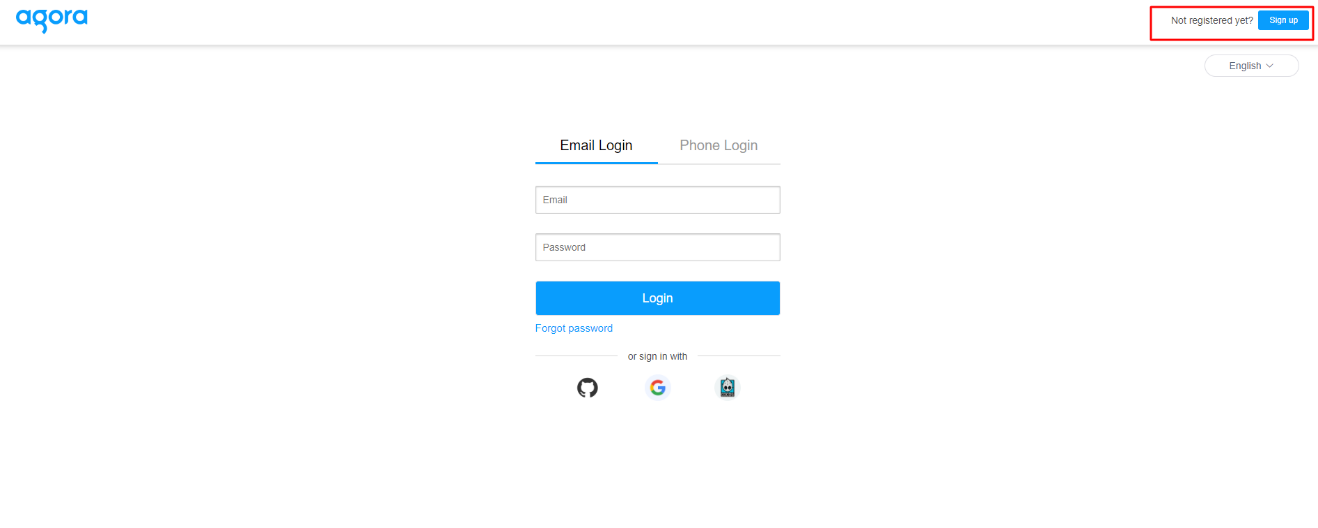 agora
Not registered yet? Sign up
English
Email Login Phone Login
Email
Password
Login
Forgot password
or sign in with